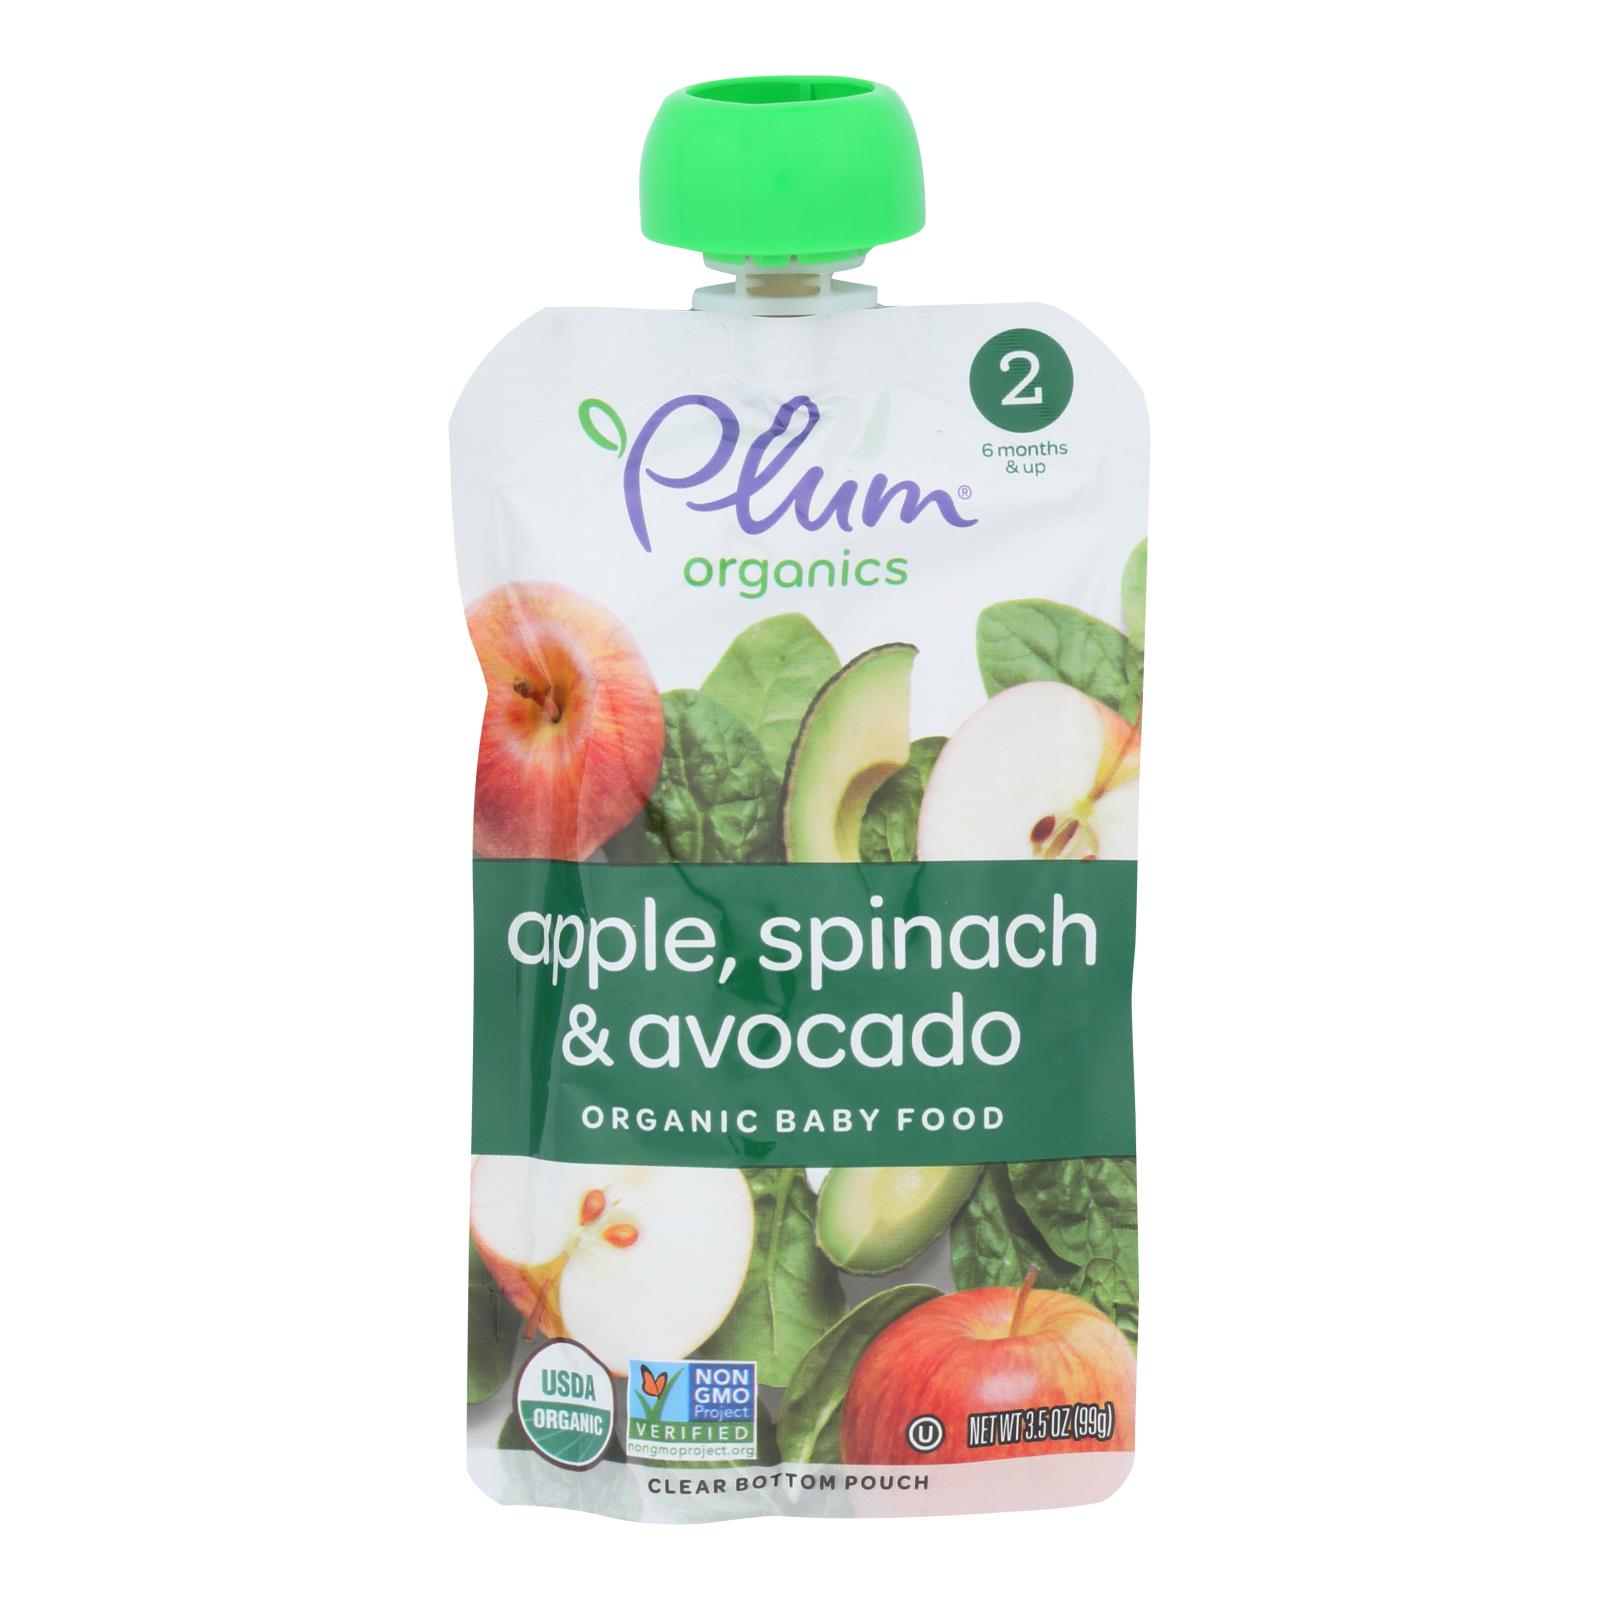 2
6 months
& up
Plum®
organics
apple, spinach
& avocado
ORGANIC BABY FOOD
USDA
ORGANIC
NON
GMO
Project
VERIFIED
nongmoproject.org
U
NET WT 3.5 OZ (99g)
CLEAR BOTTOM POUCH